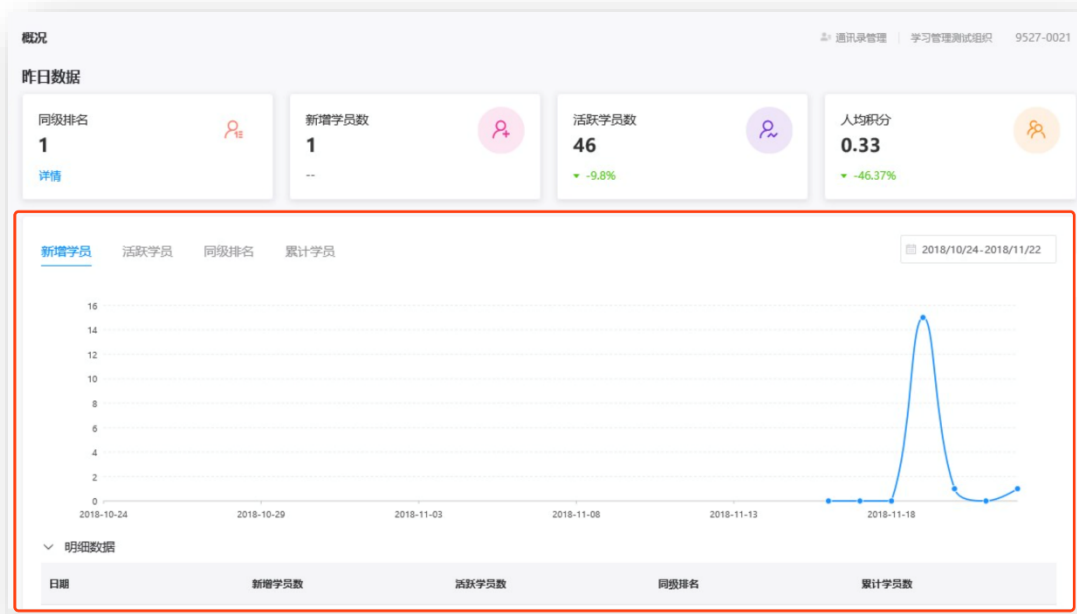 概况
通讯录管理 学习管理测试组织 9527-0021
昨日数据
同级排名 新增学员数 活跃学员数 人均积分
1 1 46 0.33
详情 -- -9.8% -46.37%
新增学员 活跃学员 同级排名 累计学员 2018/10/24-2018/11/22
16
14
12
10
8
6
4
2
0
2018-10-24 2018-10-29 2018-11-03 2018-11-08 2018-11-13 2018-11-18
明细数据
日期 新增学员数 活跃学员数 同级排名 累计学员数